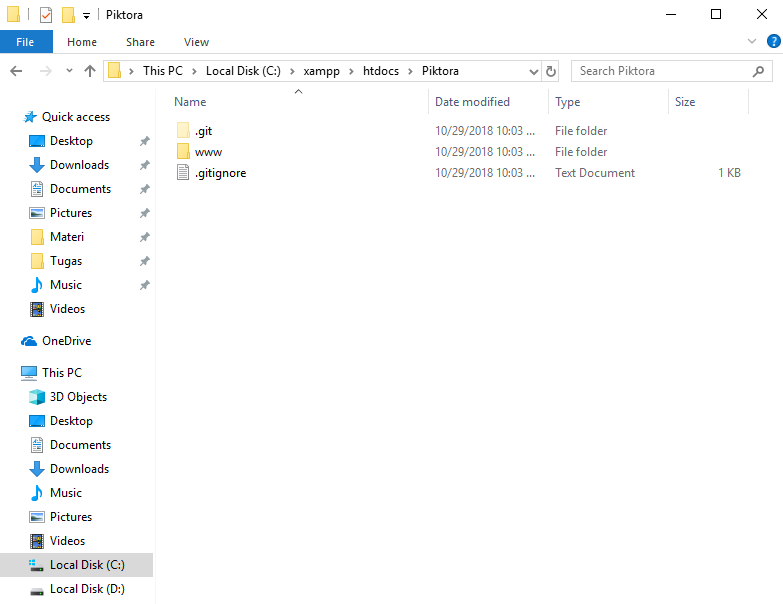 Piktora
File Home Share View
This PC Local Disk (C:) xampp htdocs Piktora Search Piktora
Name Date modified Type Size
.git 10/29/2018 10:03 ... File folder
www 10/29/2018 10:03 ... File folder
.gitignore 10/29/2018 10:03 ... Text Document 1 KB
Quick access
Desktop
Downloads
Documents
Pictures
Materi
Tugas
Music
Videos
OneDrive
This PC
3D Objects
Desktop
Documents
Downloads
Music
Pictures
Videos
Local Disk (C:)
Local Disk (D:)